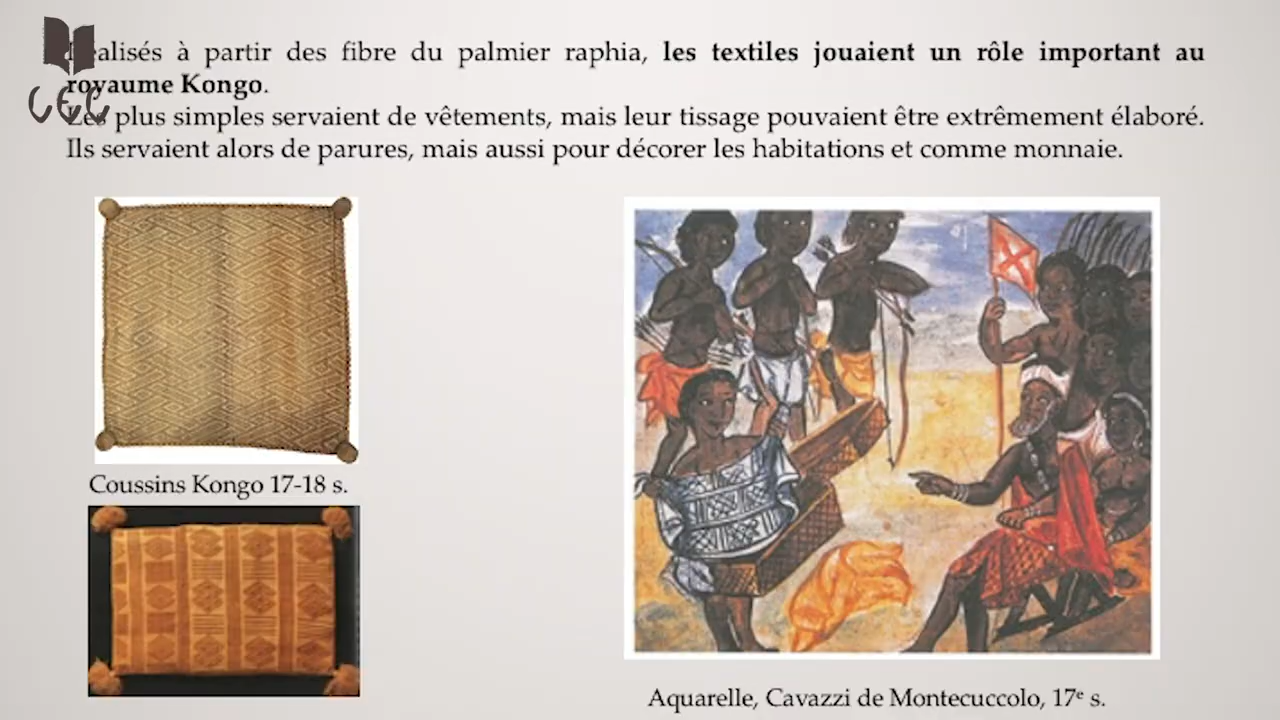 Réalisés à partir des fibre du palmier raphia, les textiles jouaient un rôle important au
royaume Kongo.
Les plus simples servaient de vêtements, mais leur tissage pouvaient être extrêmement élaboré.
Ils servaient alors de parures, mais aussi pour décorer les habitations et comme monnaie.
Coussins Kongo 17-18 s.
Aquarelle, Cavazzi de Montecuccolo, 17e s.